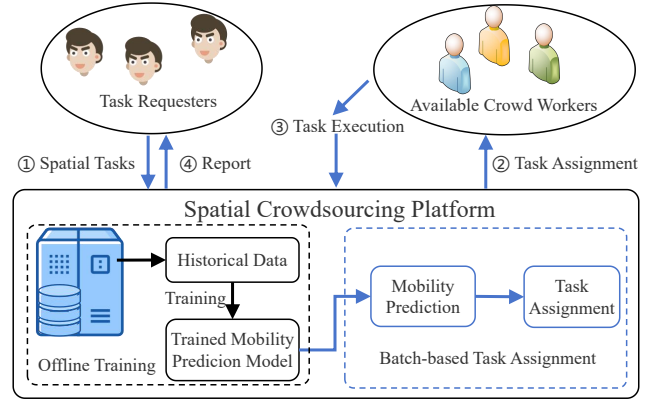 Task Requesters
Available Crowd Workers
③ Task Execution
① Spatial Tasks
④ Report
② Task Assignment
Spatial Crowdsourcing Platform
Historical Data
Training
Trained Mobility
Predicion Model
Offline Training
Mobility
Prediction
Task
Assignment
Batch-based Task Assignment